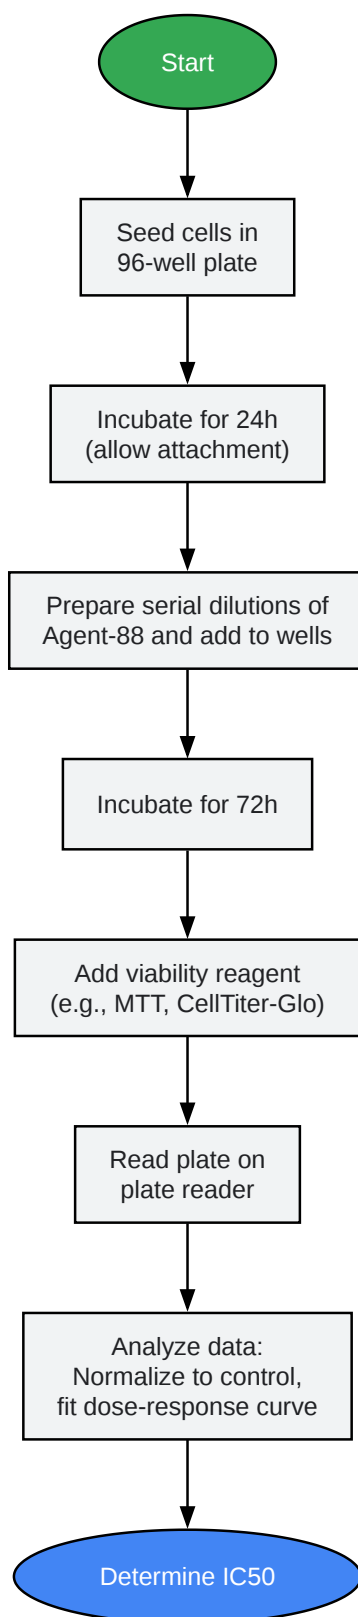 Start
Seed cells in
96-well plate
Incubate for 24h
(allow attachment)
Prepare serial dilutions of
Agent-88 and add to wells
Incubate for 72h
Add viability reagent
(e.g., MTT, CellTiter-Glo)
Read plate on
plate reader
Analyze data:
Normalize to control,
fit dose-response curve
Determine IC50